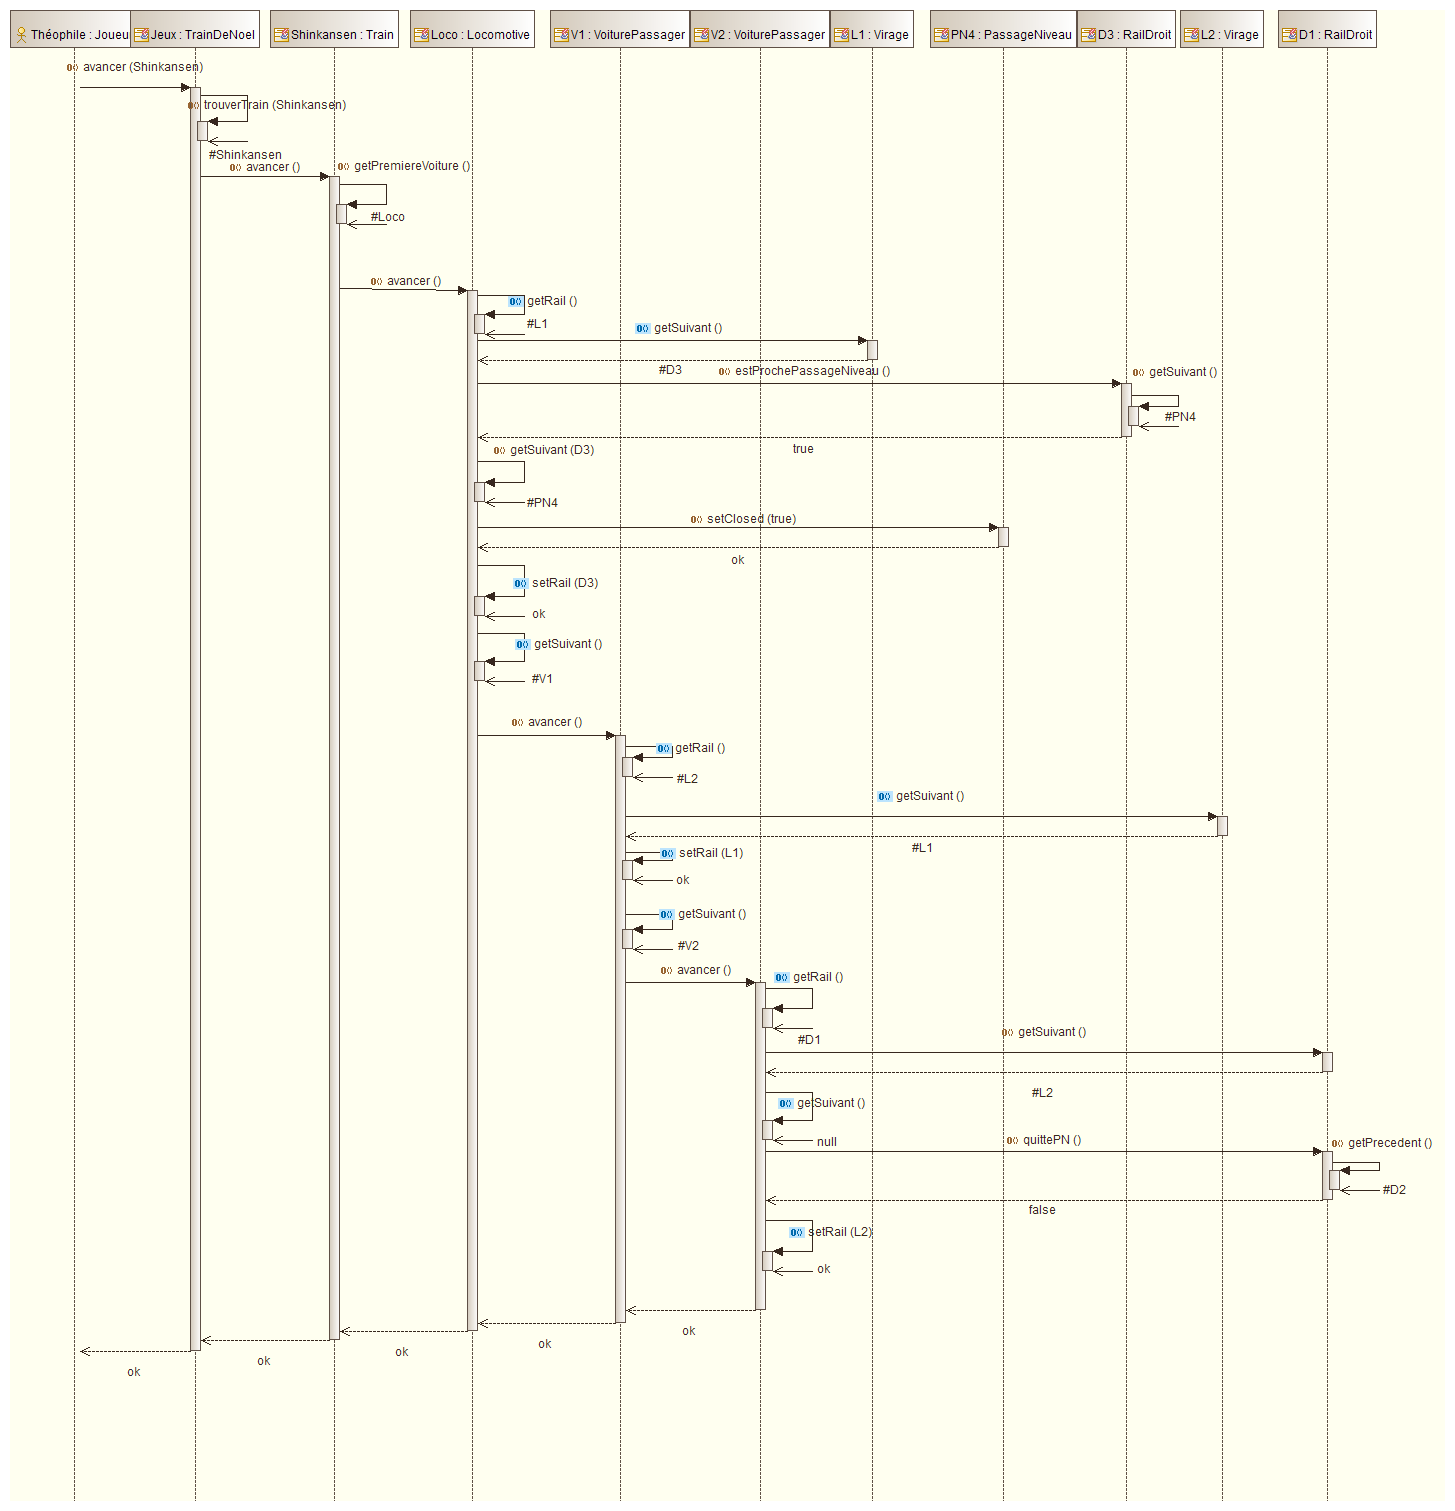 Théophile : Joueu
Jeux : TrainDeNoel
Shinkansen : Train
Loco : Locomotive
V1 : VoiturePassager
V2 : VoiturePassager
L1 : Virage
PN4 : PassageNiveau
D3 : RailDroit
L2 : Virage
D1 : RailDroit
avancer (Shinkansen)
trouverTrain (Shinkansen)
#Shinkansen
avancer ()
getPremiereVoiture ()
#Loco
avancer ()
getRail ()
#L1
getSuivant ()
#D3
estProchePassageNiveau ()
getSuivant ()
#PN4
true
getSuivant (D3)
#PN4
setClosed (true)
ok
setRail (D3)
ok
getSuivant ()
#V1
avancer ()
getRail ()
#L2
getSuivant ()
#L1
setRail (L1)
ok
getSuivant ()
#V2
avancer ()
getRail ()
#D1
getSuivant ()
#L2
getSuivant ()
null
quittePN ()
getPrecedent ()
#D2
false
setRail (L2)
ok
ok
ok
ok
ok
ok